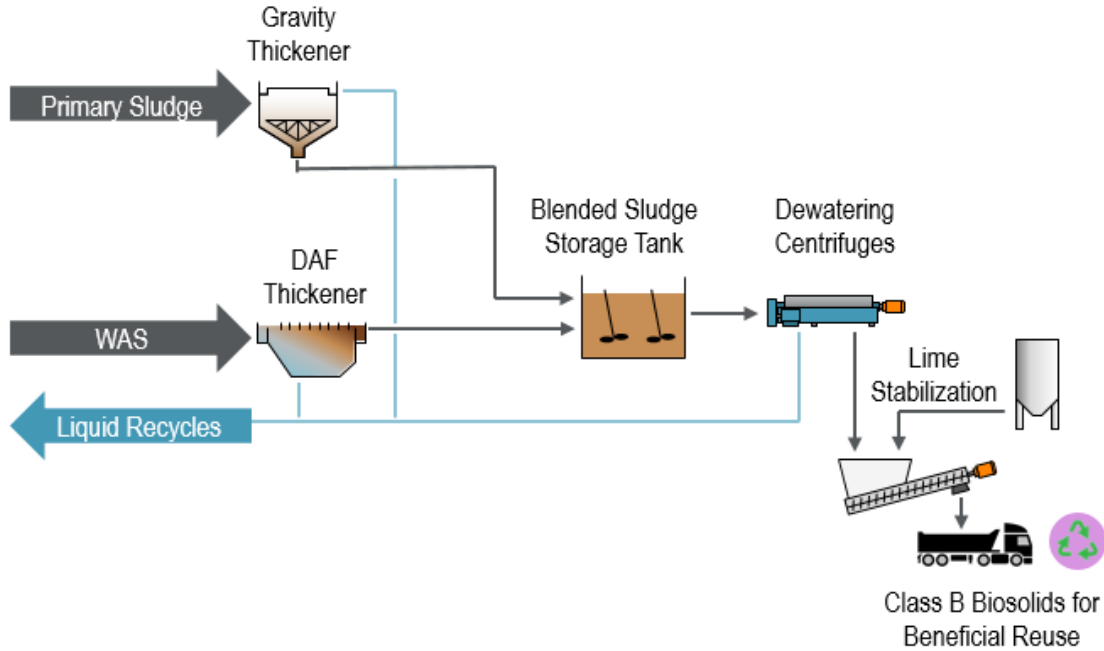 Gravity
Thickener
Primary Sludge
Blended Sludge
Storage Tank
Dewatering
Centrifuges
DAF
Thickener
WAS
Lime
Stabilization
Liquid Recycles
Class B Biosolids for
Beneficial Reuse